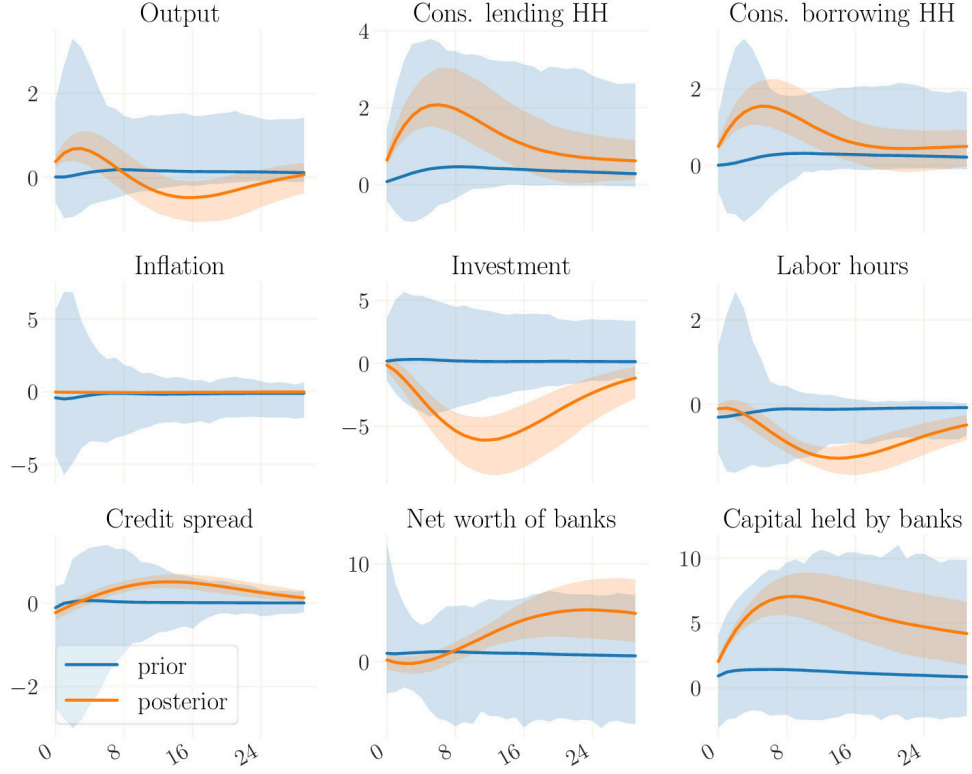 Output
Cons. lending HH
Cons. borrowing HH
2
0
4
2
0
2
0
Inflation
Investment
Labor hours
5
0
−5
5
0
−5
2
0
Credit spread
Net worth of banks
Capital held by banks
0
−2
10
0
10
5
0
prior
posterior
0 8 16 24
0 8 16 24
0 8 16 24